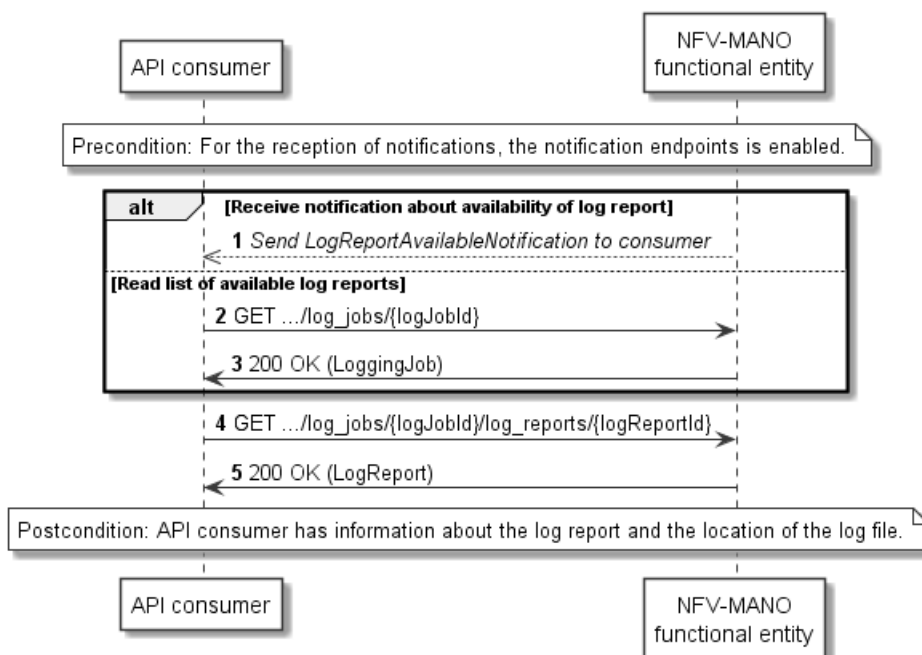 API consumer
NFV-MANO
functional entity
Precondition: For the reception of notifications, the notification endpoints is enabled.
alt [Receive notification about availability of log report]
1 Send LogReportAvailableNotification to consumer
[Read list of available log reports]
2 GET .../log_jobs/{logJobId}
3 200 OK (LoggingJob)
4 GET .../log_jobs/{logJobId}/log_reports/{logReportId}
5 200 OK (LogReport)
Postcondition: API consumer has information about the log report and the location of the log file.
API consumer
NFV-MANO
functional entity